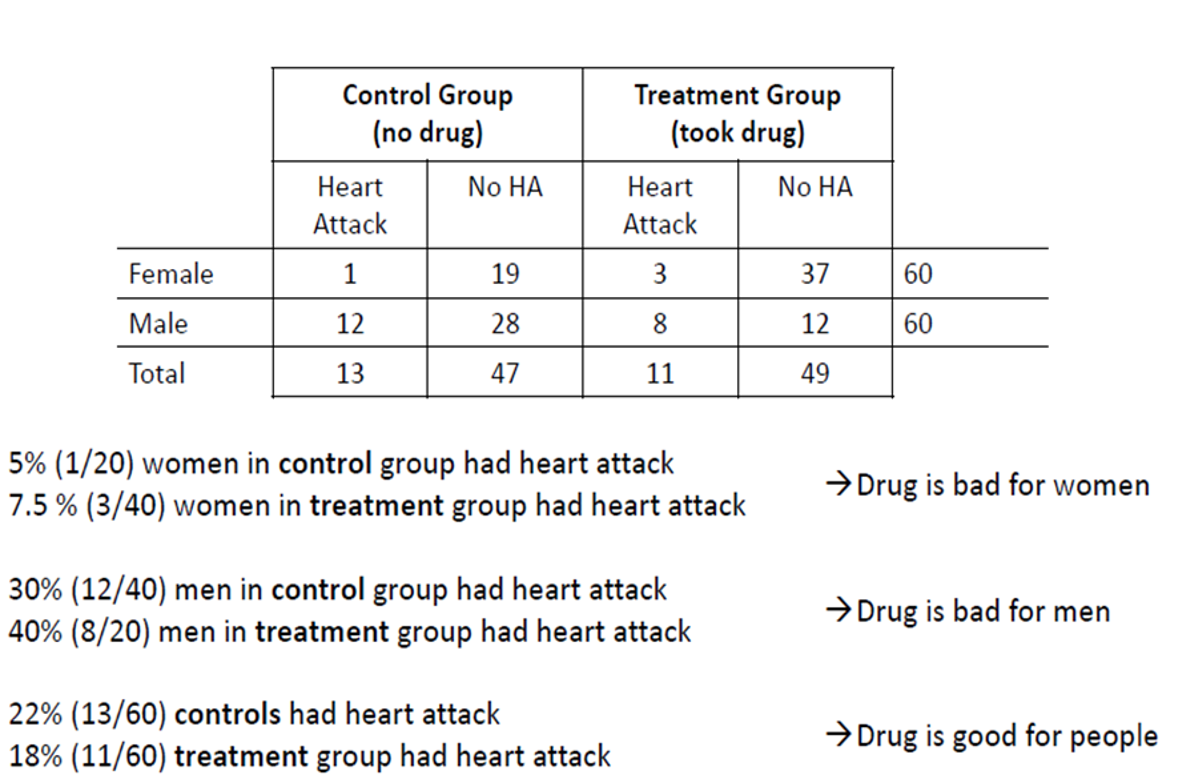 Control Group Treatment Group
(no drug) (took drug)
Heart No HA Heart No HA
Attack Attack
Female 1 19 3 37 60
Male 12 28 8 12 60
Total 13 47 11 49
5% (1/20) women in control group had heart attack
→Drug is bad for women
7.5 % (3/40) women in treatment group had heart attack
30% (12/40) men in control group had heart attack
→Drug is bad for men
40% (8/20) men in treatment group had heart attack
22% (13/60) controls had heart attack
→Drug is good for people
18% (11/60) treatment group had heart attack